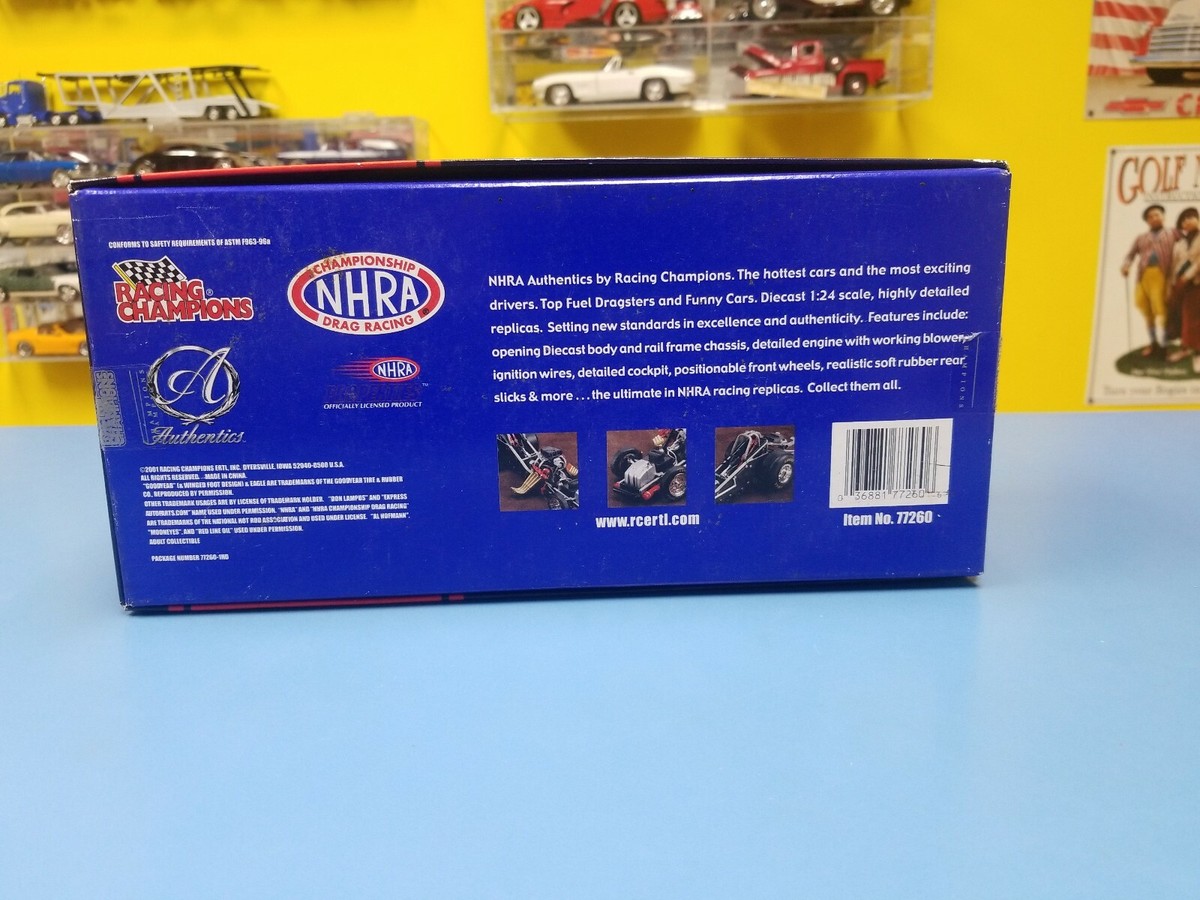 CONFORMS TO SAFETY REQUIREMENTS OF ASTM F963-96a
RACING
CHAMPIONS
CHAMPIONSHIP
NHRA
DRAG RACING
A
Authentics
NHRA
OFFICIALLY LICENSED PRODUCT
©2001 RACING CHAMPIONS ERTL, INC. DYERSVILLE, IOWA 52040-0500 U.S.A.
ALL RIGHTS RESERVED. MADE IN CHINA.
"GOODYEAR" (& WINGED FOOT DESIGN) & EAGLE ARE TRADEMARKS OF THE GOODYEAR TIRE & RUBBER
CO. REPRODUCED BY PERMISSION.
OTHER TRADEMARK USAGES ARE BY LICENSE OF TRADEMARK HOLDER. "DON LAMPUS" AND "EXPRESS
AUTOPARTS.COM" NAME USED UNDER PERMISSION. "NHRA" AND "NHRA CHAMPIONSHIP DRAG RACING"
ARE TRADEMARKS OF THE NATIONAL HOT ROD ASSOCIATION AND USED UNDER LICENSE. "AL HOFMANN",
"MOONEYES", AND "RED LINE OIL" USED UNDER PERMISSION.
ADULT COLLECTIBLE
PACKAGE NUMBER 77260-1HD
NHRA Authentics by Racing Champions. The hottest cars and the most exciting
drivers. Top Fuel Dragsters and Funny Cars. Diecast 1:24 scale, highly detailed
replicas. Setting new standards in excellence and authenticity. Features include:
opening Diecast body and rail frame chassis, detailed engine with working blower,
ignition wires, detailed cockpit, positionable front wheels, realistic soft rubber rear
slicks & more . . . the ultimate in NHRA racing replicas. Collect them all.
www.rcertl.com
0 36881 77260
Item No. 77260
GOLF